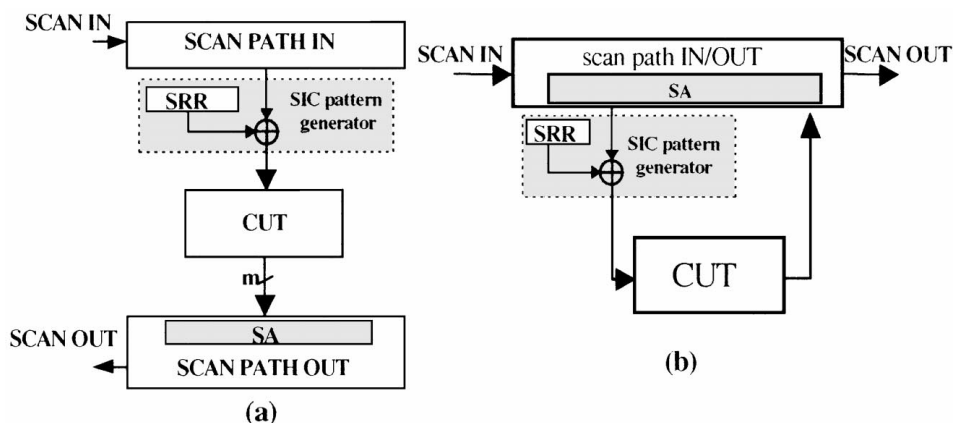 SCAN IN
SCAN PATH IN
SRR
SIC pattern
generator
CUT
m
SA
SCAN OUT
SCAN PATH OUT
(a)
SCAN IN
scan path IN/OUT
SCAN OUT
SA
SRR
SIC pattern
generator
CUT
(b)